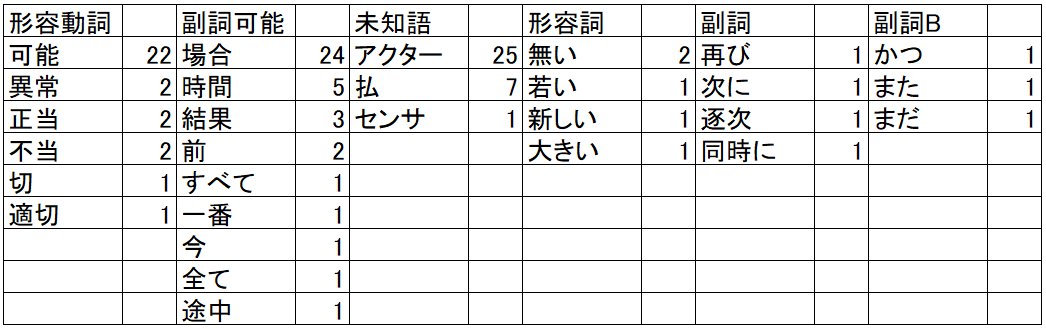 形容動詞 副詞可能 未知語 形容詞 副詞 副詞B
可能 22 場合 24 アクター 25 無い 2 再び 1 かつ 1
異常 2 時間 5 払 7 若い 1 次に 1 また 1
正当 2 結果 3 センサ 1 新しい 1 逐次 1 まだ 1
不当 2 前 2 大きい 1 同時に 1
切 1 すべて 1
適切 1 一番 1
今 1
全て 1
途中 1